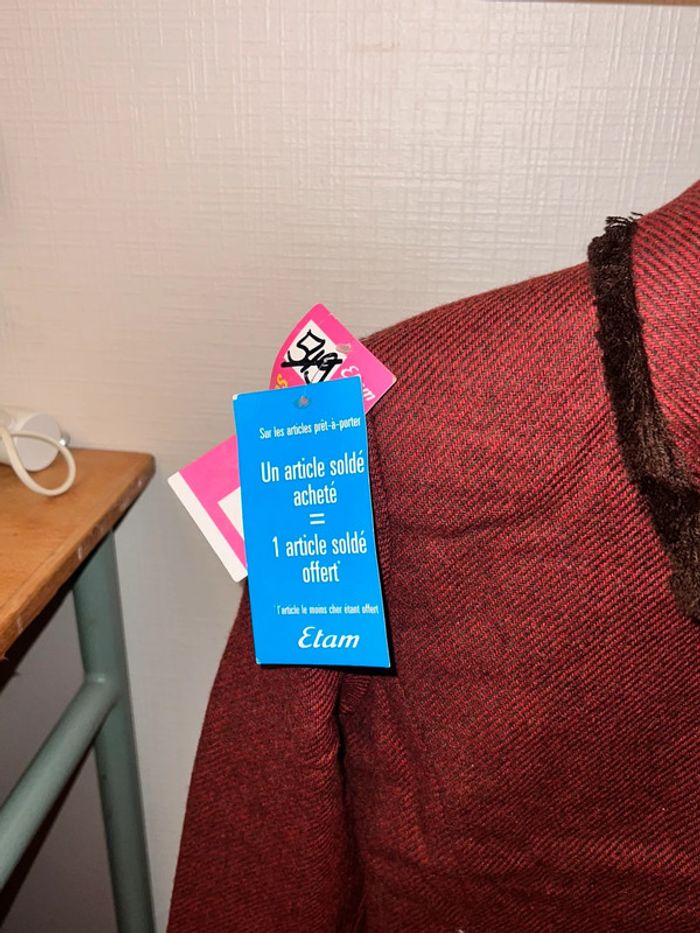 549
Sur les articles prêt-à-porter
Un article soldé
acheté
=
1 article soldé
offert*
* l'article le moins cher étant offert
Etam